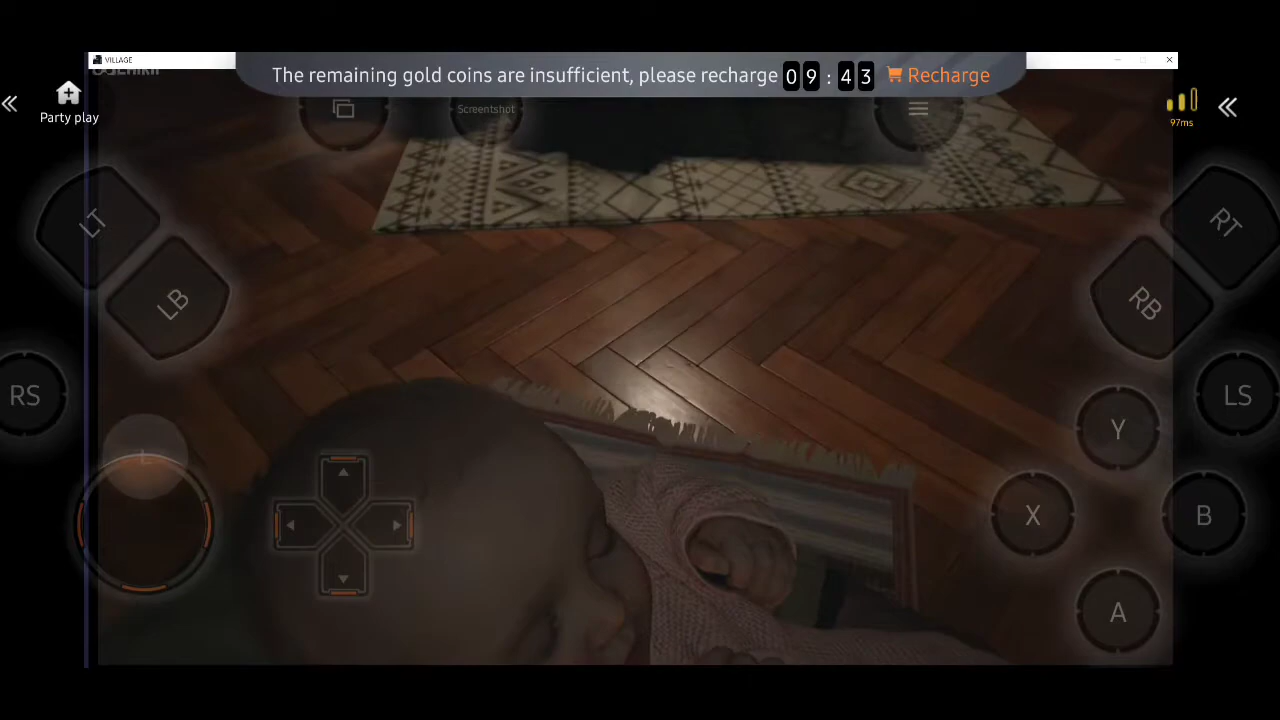 VILLAGE
The remaining gold coins are insufficient, please recharge 09:43 Recharge
Party play
Screentshot
97ms
LT
RT
LB
RB
RS
LS
L
Y
X
B
A